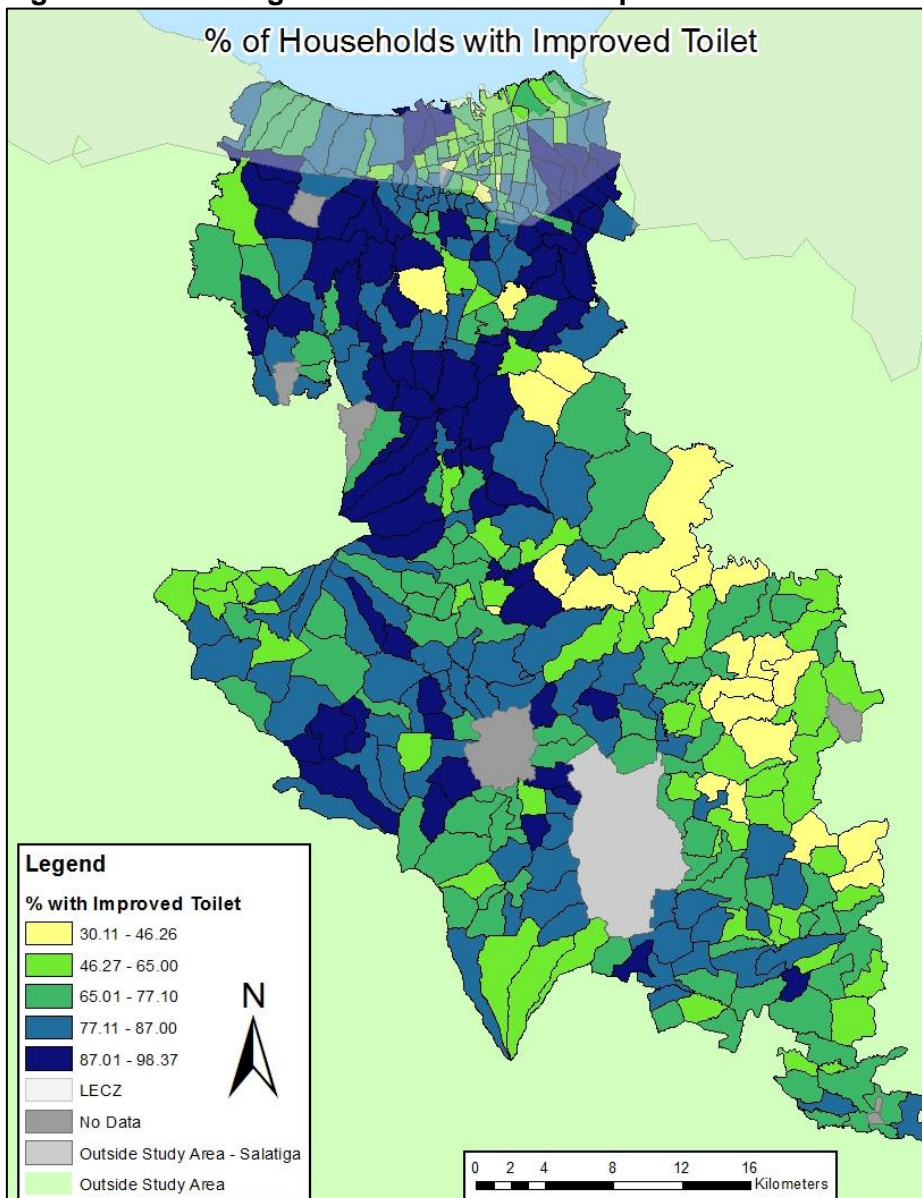 % of Households with Improved Toilet
Legend
% with Improved Toilet
30.11 - 46.26
46.27 - 65.00
65.01 - 77.10
77.11 - 87.00
87.01 - 98.37
LECZ
No Data
Outside Study Area - Salatiga
Outside Study Area
N
0 2 4 8 12 16
Kilometers